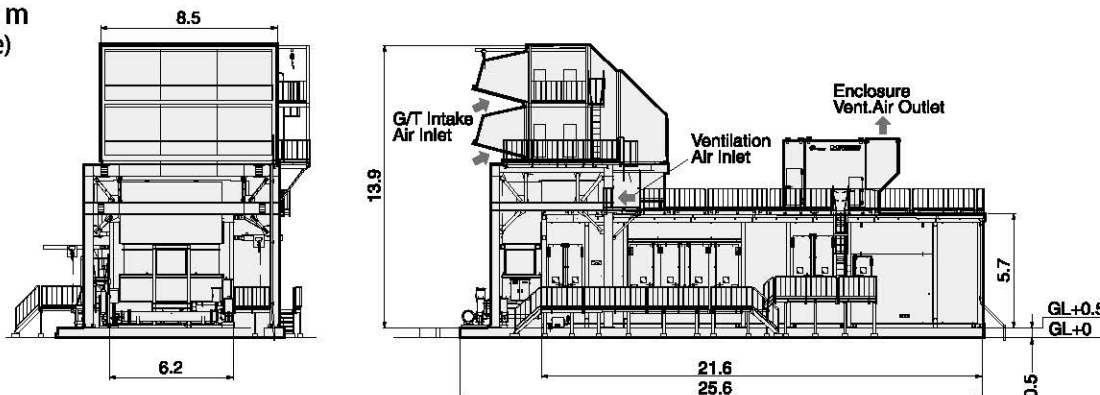 m
e)
8.5
6.2
G/T Intake
Air Inlet
Ventilation
Air Inlet
Enclosure
Vent.Air Outlet
13.9
5.7
GL+0.5
GL+0
0.5
21.6
25.6